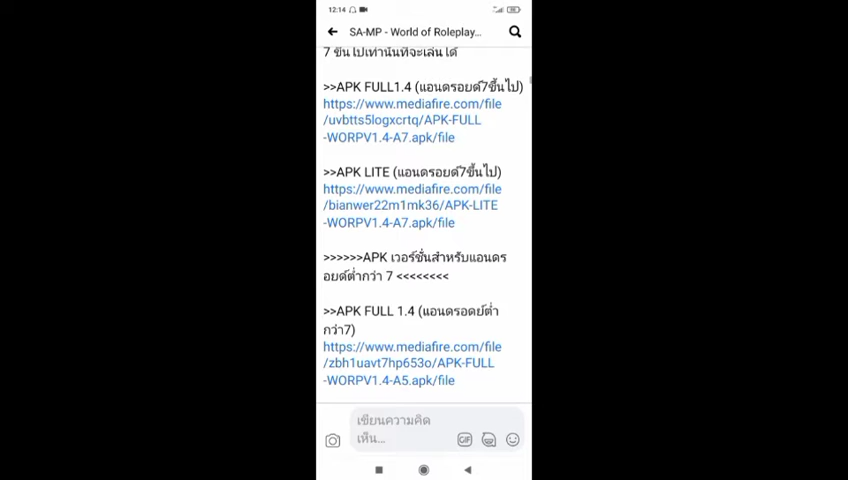 12:14
SA-MP - World of Roleplay...
7 ขึ้นไปเท่านั้นที่จะเล่นได้
>>APK FULL1.4 (แอนดรอยด์7ขึ้นไป)
https://www.mediafire.com/file
/uvbtts5logxcrtq/APK-FULL
-WORPV1.4-A7.apk/file
>>APK LITE (แอนดรอยด์7ขึ้นไป)
https://www.mediafire.com/file
/bianwer22m1mk36/APK-LITE
-WORPV1.4-A7.apk/file
>>>>>>APK เวอร์ชั่นสำหรับแอนดร
อยด์ต่ำกว่า 7 <<<<<<<<
>>APK FULL 1.4 (แอนดรอดย์ต่ำ
กว่า7)
https://www.mediafire.com/file
/zbh1uavt7hp653o/APK-FULL
-WORPV1.4-A5.apk/file
เขียนความคิด
เห็น...
GIF